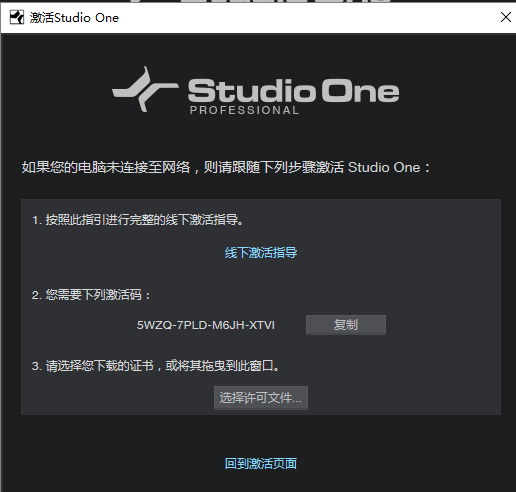 激活Studio One
Studio One
PROFESSIONAL
如果您的电脑未连接至网络，则请跟随下列步骤激活 Studio One：
1. 按照此指引进行完整的线下激活指导。
线下激活指导
2. 您需要下列激活码：
5WZQ-7PLD-M6JH-XTVI 复制
3. 请选择您下载的证书，或将其拖曳到此窗口。
选择许可文件...
回到激活页面